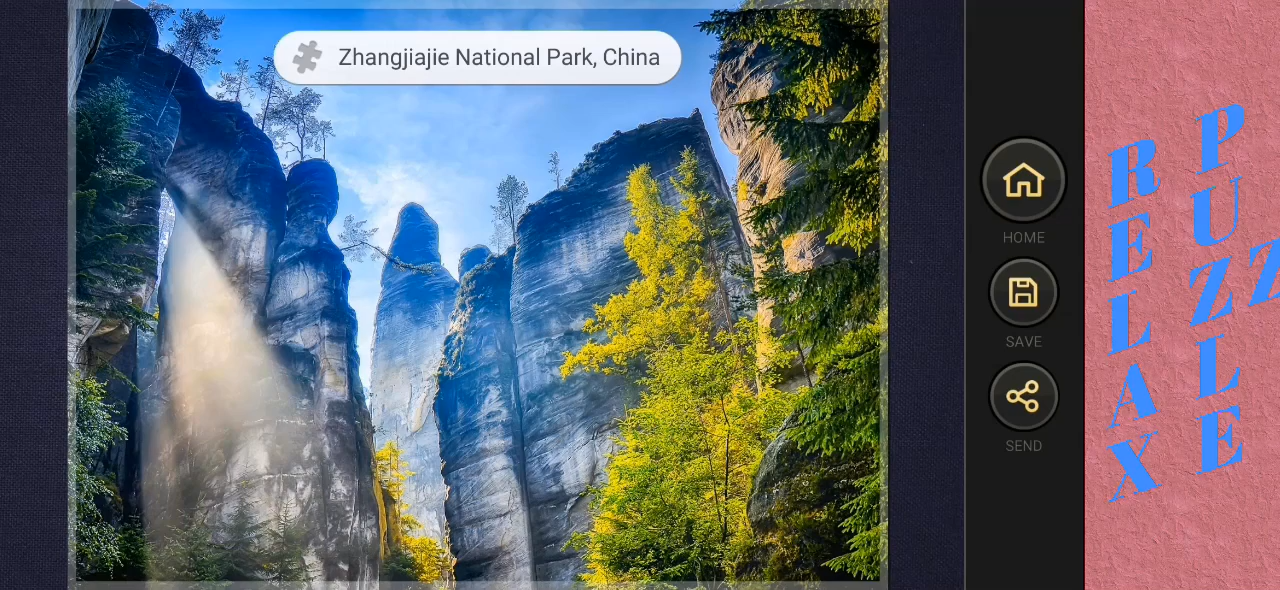 Zhangjiajie National Park, China
HOME
SAVE
SEND
RELAX
PUZZLE
Z